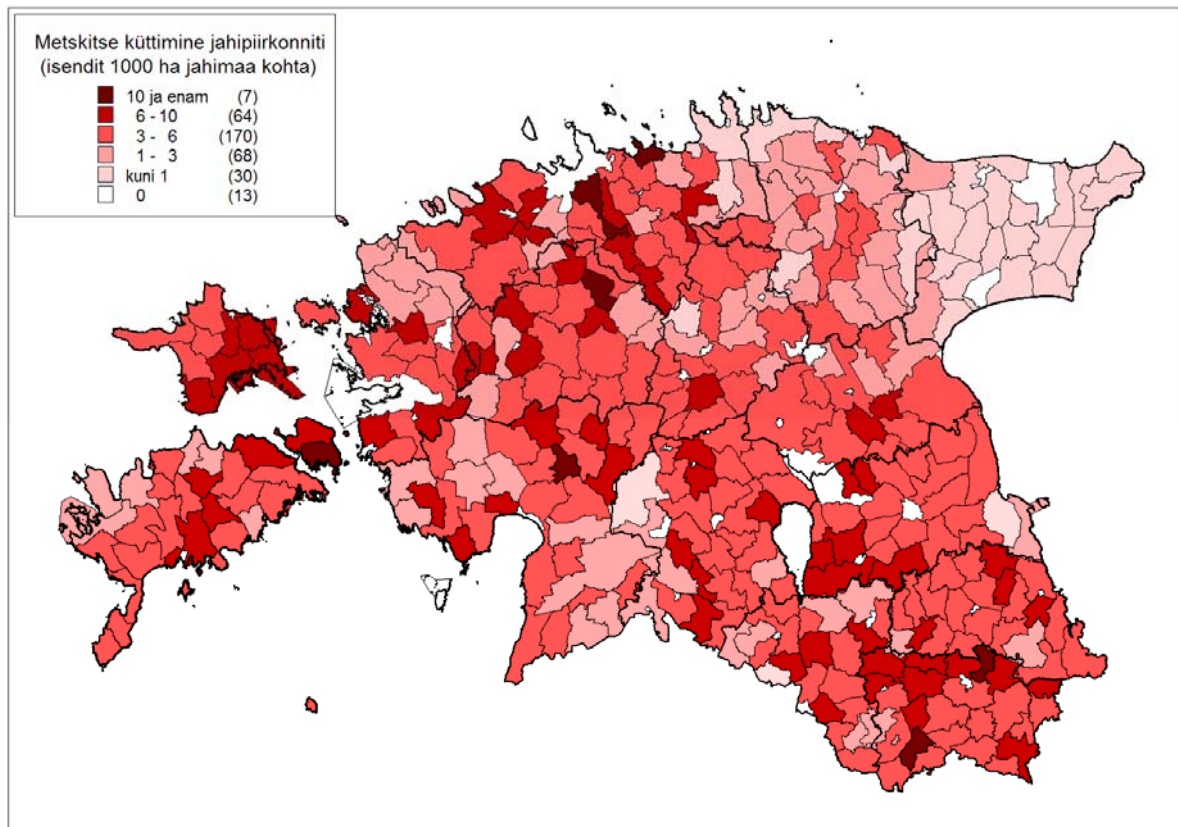 Metskitse küttimine jahipiirkonniti
(isendit 1000 ha jahimaa kohta)
10 ja enam (7)
6 - 10 (64)
3 - 6 (170)
1 - 3 (68)
kuni 1 (30)
0 (13)